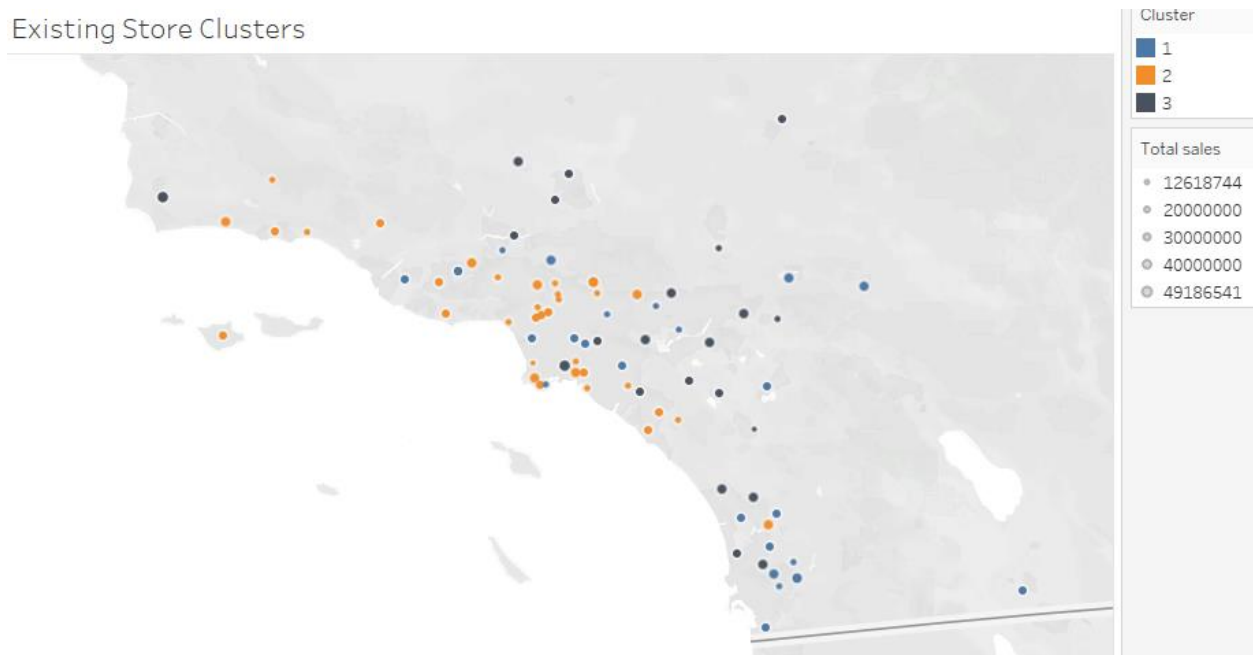 Existing Store Clusters
Cluster
1
2
3
Total sales
12618744
20000000
30000000
40000000
49186541